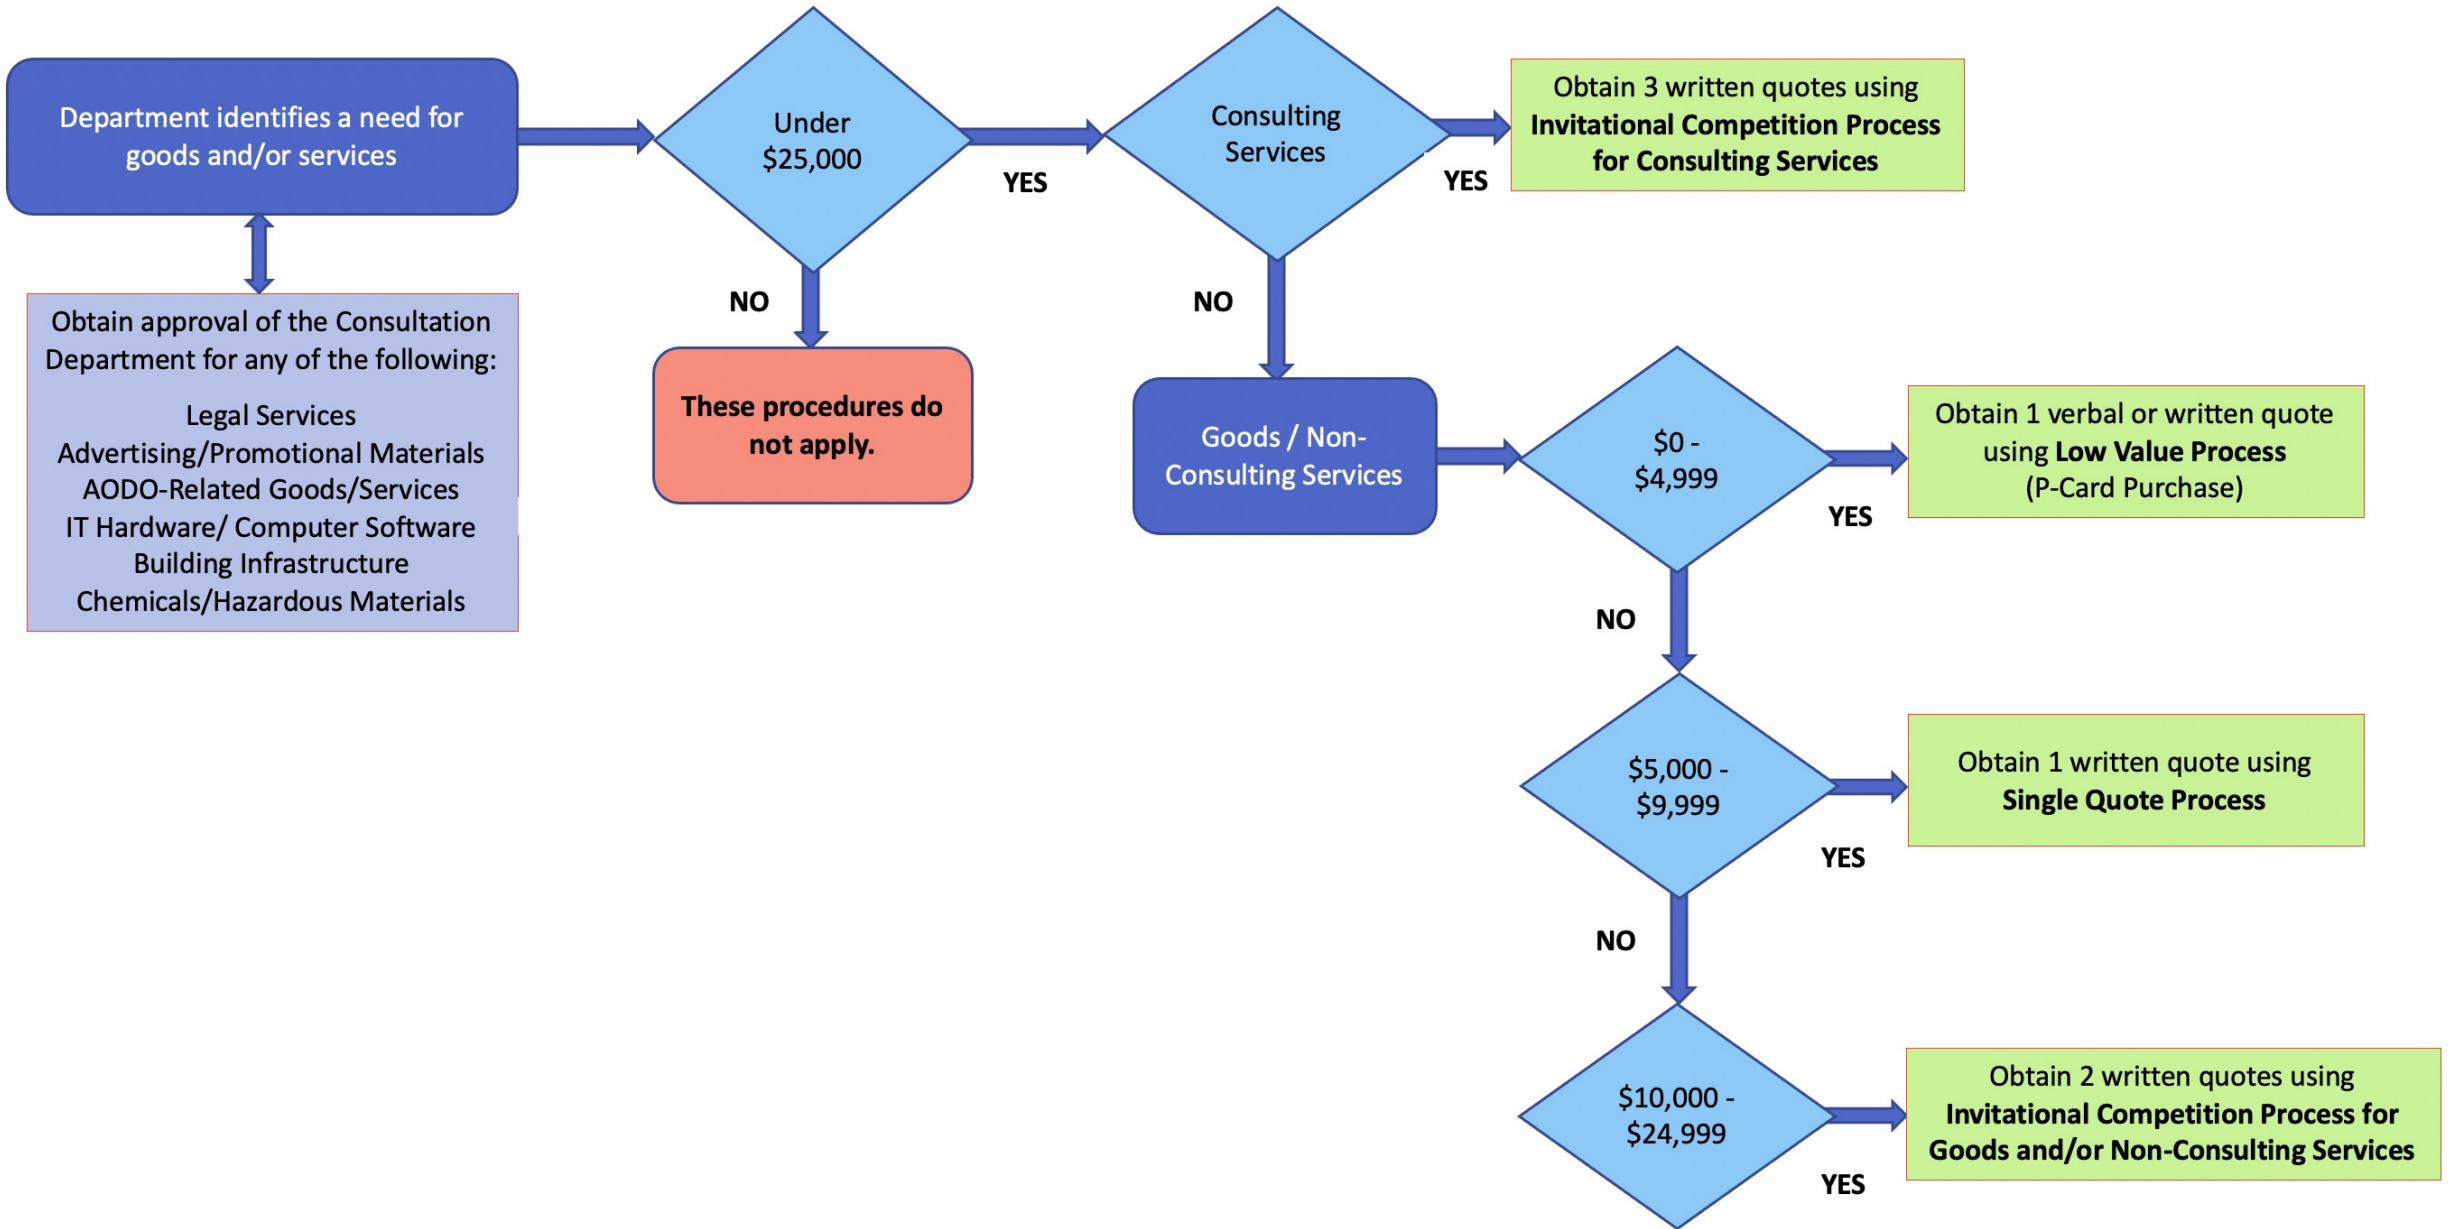 Department identifies a need for
goods and/or services
Under
$25,000
YES
Consulting
Services
YES
Obtain 3 written quotes using
Invitational Competition Process
for Consulting Services
NO
These procedures do
not apply.
NO
Obtain approval of the Consultation
Department for any of the following:
Legal Services
Advertising/Promotional Materials
AODO-Related Goods/Services
IT Hardware/ Computer Software
Building Infrastructure
Chemicals/Hazardous Materials
Goods / Non-
Consulting Services
$0 -
$4,999
YES
Obtain 1 verbal or written quote
using Low Value Process
(P-Card Purchase)
NO
$5,000 -
$9,999
YES
Obtain 1 written quote using
Single Quote Process
NO
$10,000 -
$24,999
YES
Obtain 2 written quotes using
Invitational Competition Process for
Goods and/or Non-Consulting Services